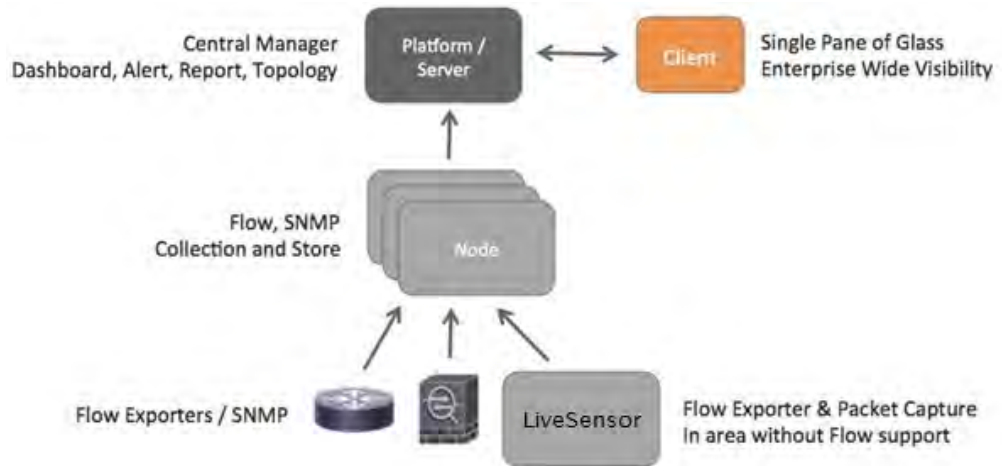 Central Manager
Dashboard, Alert, Report, Topology
Platform /
Server
Client
Single Pane of Glass
Enterprise Wide Visibility
Flow, SNMP
Collection and Store
Node
Flow Exporters / SNMP
LiveSensor
Flow Exporter & Packet Capture
In area without Flow support